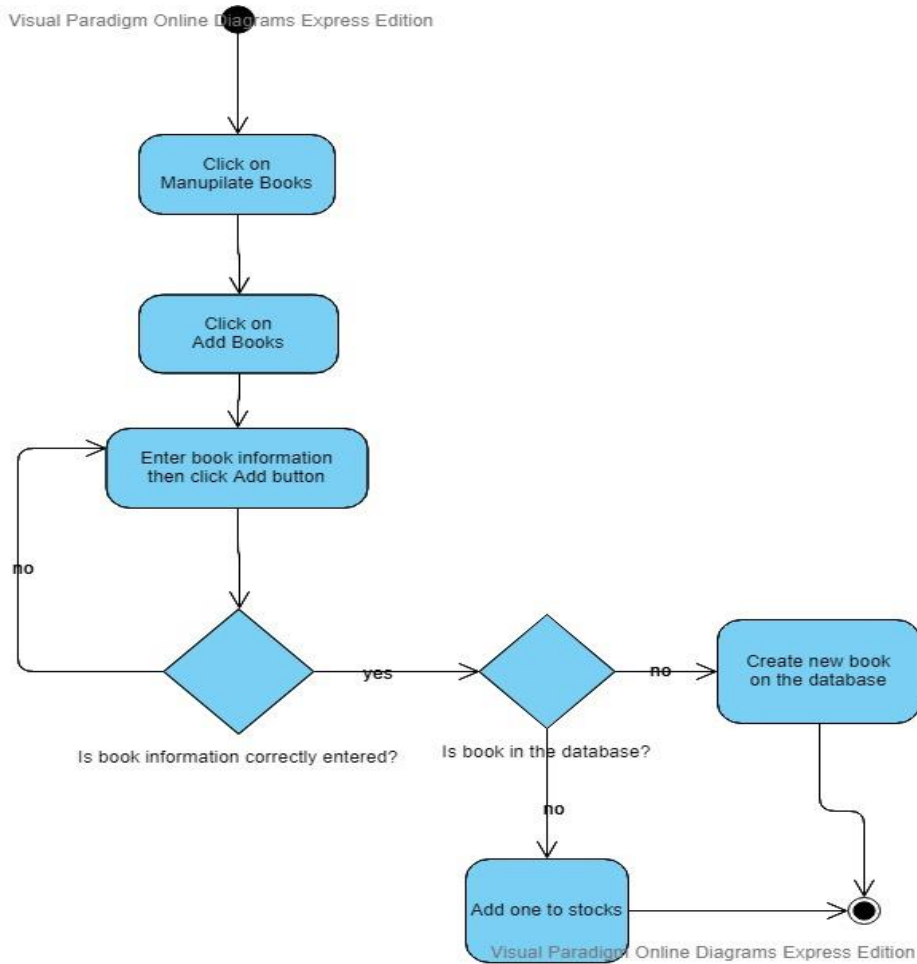 Visual Paradigm Online Diagrams Express Edition
Click on
Manupilate Books
Click on
Add Books
Enter book information
then click Add button
no
yes
no
Create new book
on the database
Is book information correctly entered?
Is book in the database?
no
Add one to stocks
Visual Paradigm Online Diagrams Express Edition